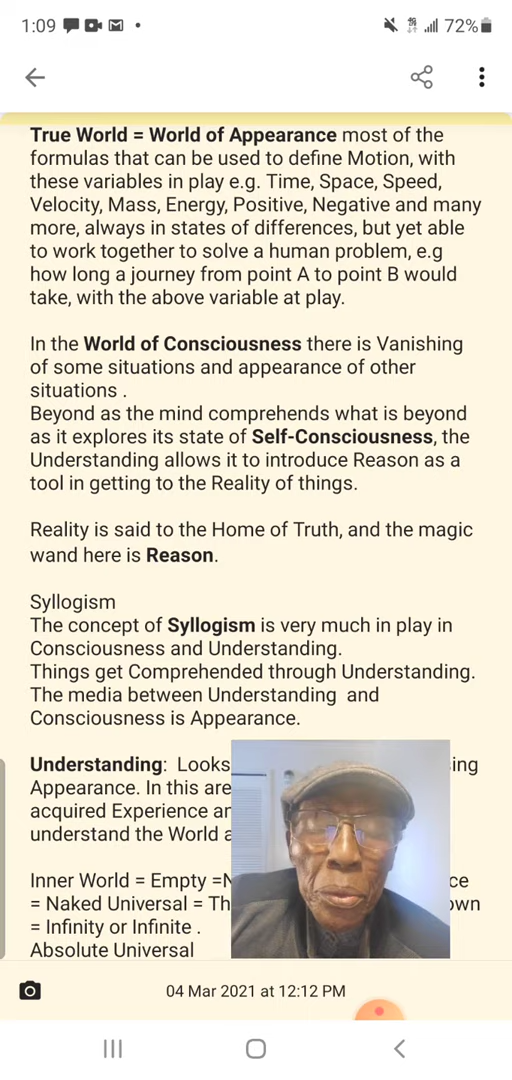 1:09
72%
True World = World of Appearance most of the
formulas that can be used to define Motion, with
these variables in play e.g. Time, Space, Speed,
Velocity, Mass, Energy, Positive, Negative and many
more, always in states of differences, but yet able
to work together to solve a human problem, e.g
how long a journey from point A to point B would
take, with the above variable at play.
In the World of Consciousness there is Vanishing
of some situations and appearance of other
situations .
Beyond as the mind comprehends what is beyond
as it explores its state of Self-Consciousness, the
Understanding allows it to introduce Reason as a
tool in getting to the Reality of things.
Reality is said to the Home of Truth, and the magic
wand here is Reason.
Syllogism
The concept of Syllogism is very much in play in
Consciousness and Understanding.
Things get Comprehended through Understanding.
The media between Understanding and
Consciousness is Appearance.
Understanding: Looks
Appearance. In this
acquired Experience
understand the World
Inner World = Empty =
= Naked Universal =
= Infinity or Infinite .
Absolute Universal
04 Mar 2021 at 12:12 PM